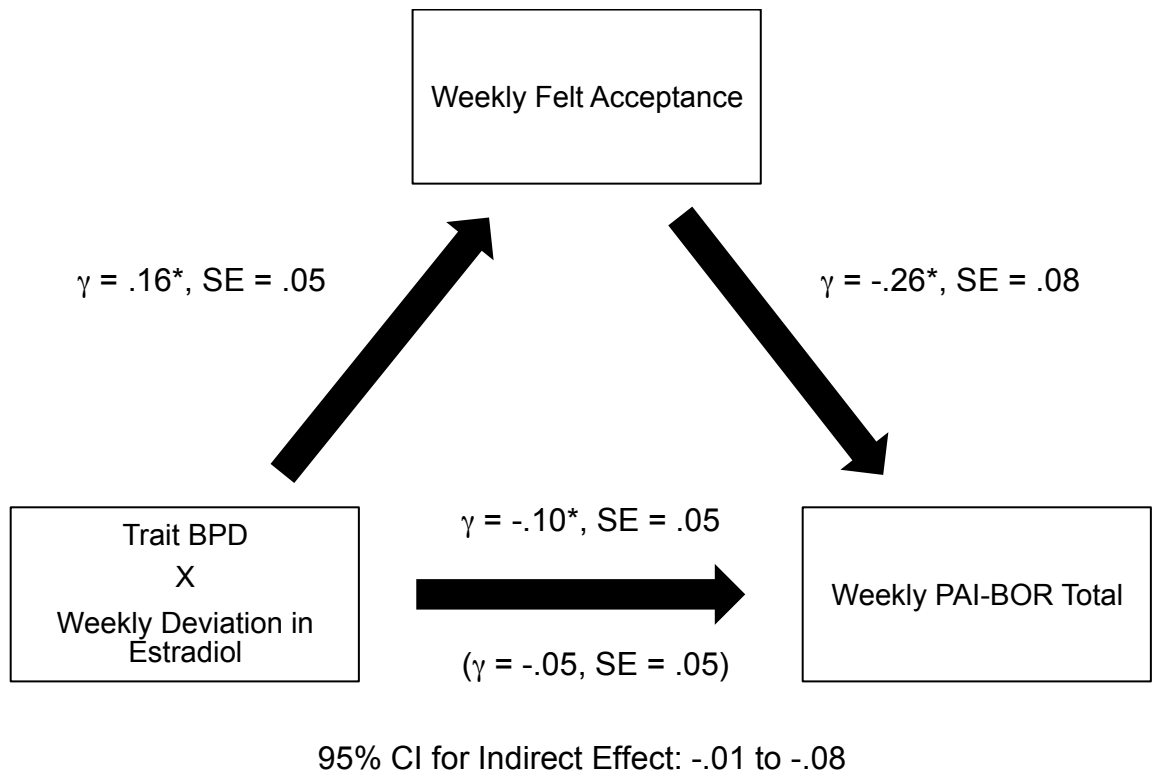 Weekly Felt Acceptance
γ = .16*, SE = .05
γ = -.26*, SE = .08
Trait BPD
X
Weekly Deviation in
Estradiol
γ = -.10*, SE = .05
(γ = -.05, SE = .05)
Weekly PAI-BOR Total
95% CI for Indirect Effect: -.01 to -.08